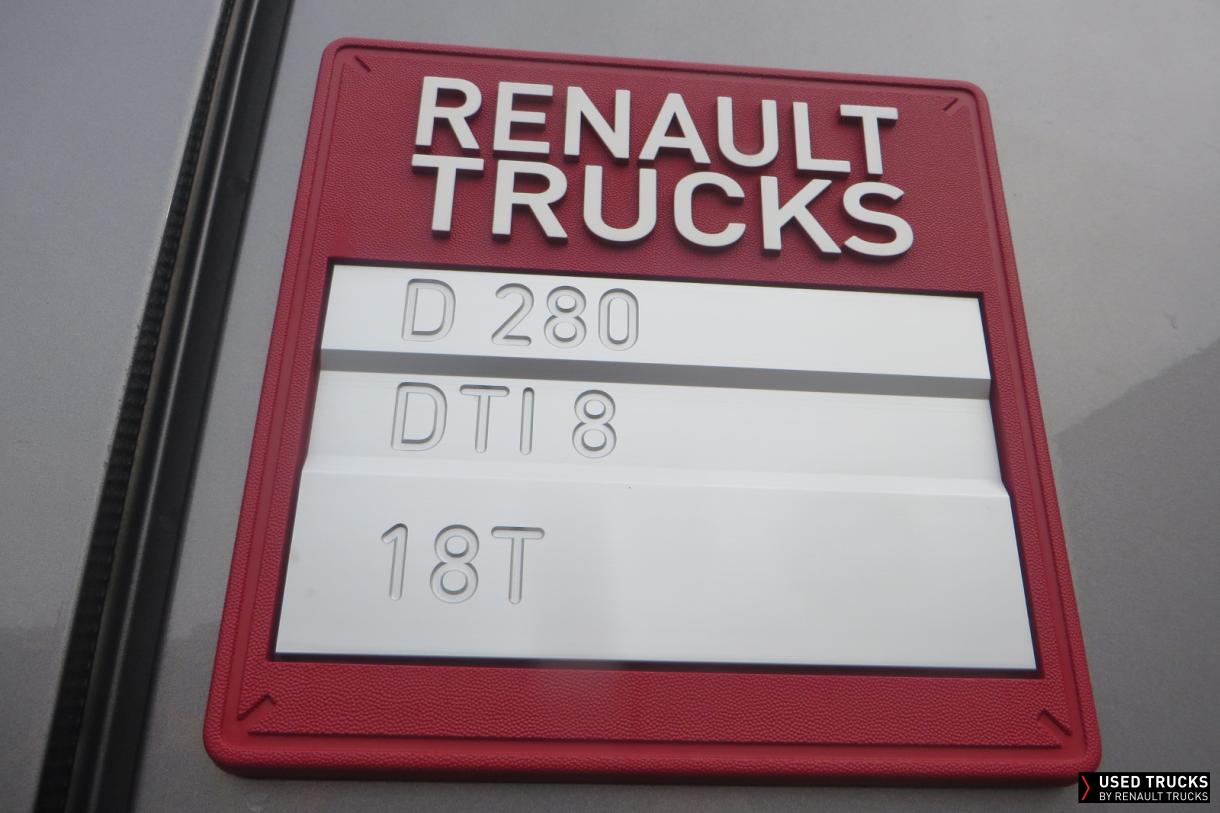 RENAULT
TRUCKS
D 280
DTI 8
18T
USED TRUCKS
BY RENAULT TRUCKS